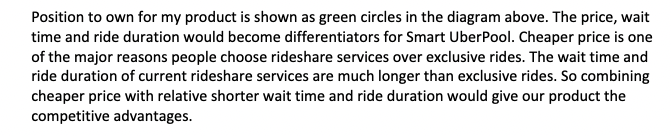 Position to own for my product is shown as green circles in the diagram above. The price, wait
time and ride duration would become differentiators for Smart UberPool. Cheaper price is one
of the major reasons people choose rideshare services over exclusive rides. The wait time and
ride duration of current rideshare services are much longer than exclusive rides. So combining
cheaper price with relative shorter wait time and ride duration would give our product the
competitive advantages.